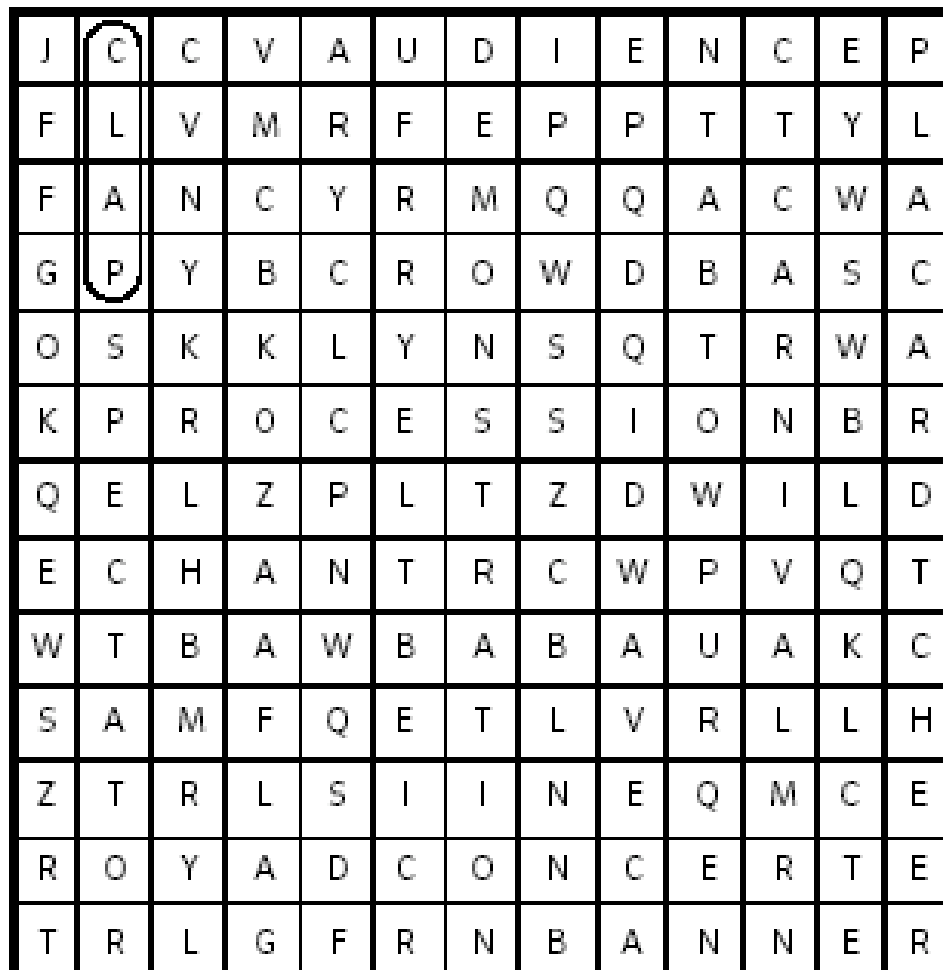 J C C V A U D I E N C E P
F L V M R F E P P T T Y L
F A N C Y R M Q Q A C W A
G P Y B C R O W D B A S C
O S K K L Y N S Q T R W A
K P R O C E S S I O N B R
Q E L Z P L T Z D W I L D
E C H A N T R C W P V Q T
W T B A W B A B A U A K C
S A M F Q E T L V R L L H
Z T R L S I I N E Q M C E
R O Y A D C O N C E R T E
T R L G F R N B A N N E R